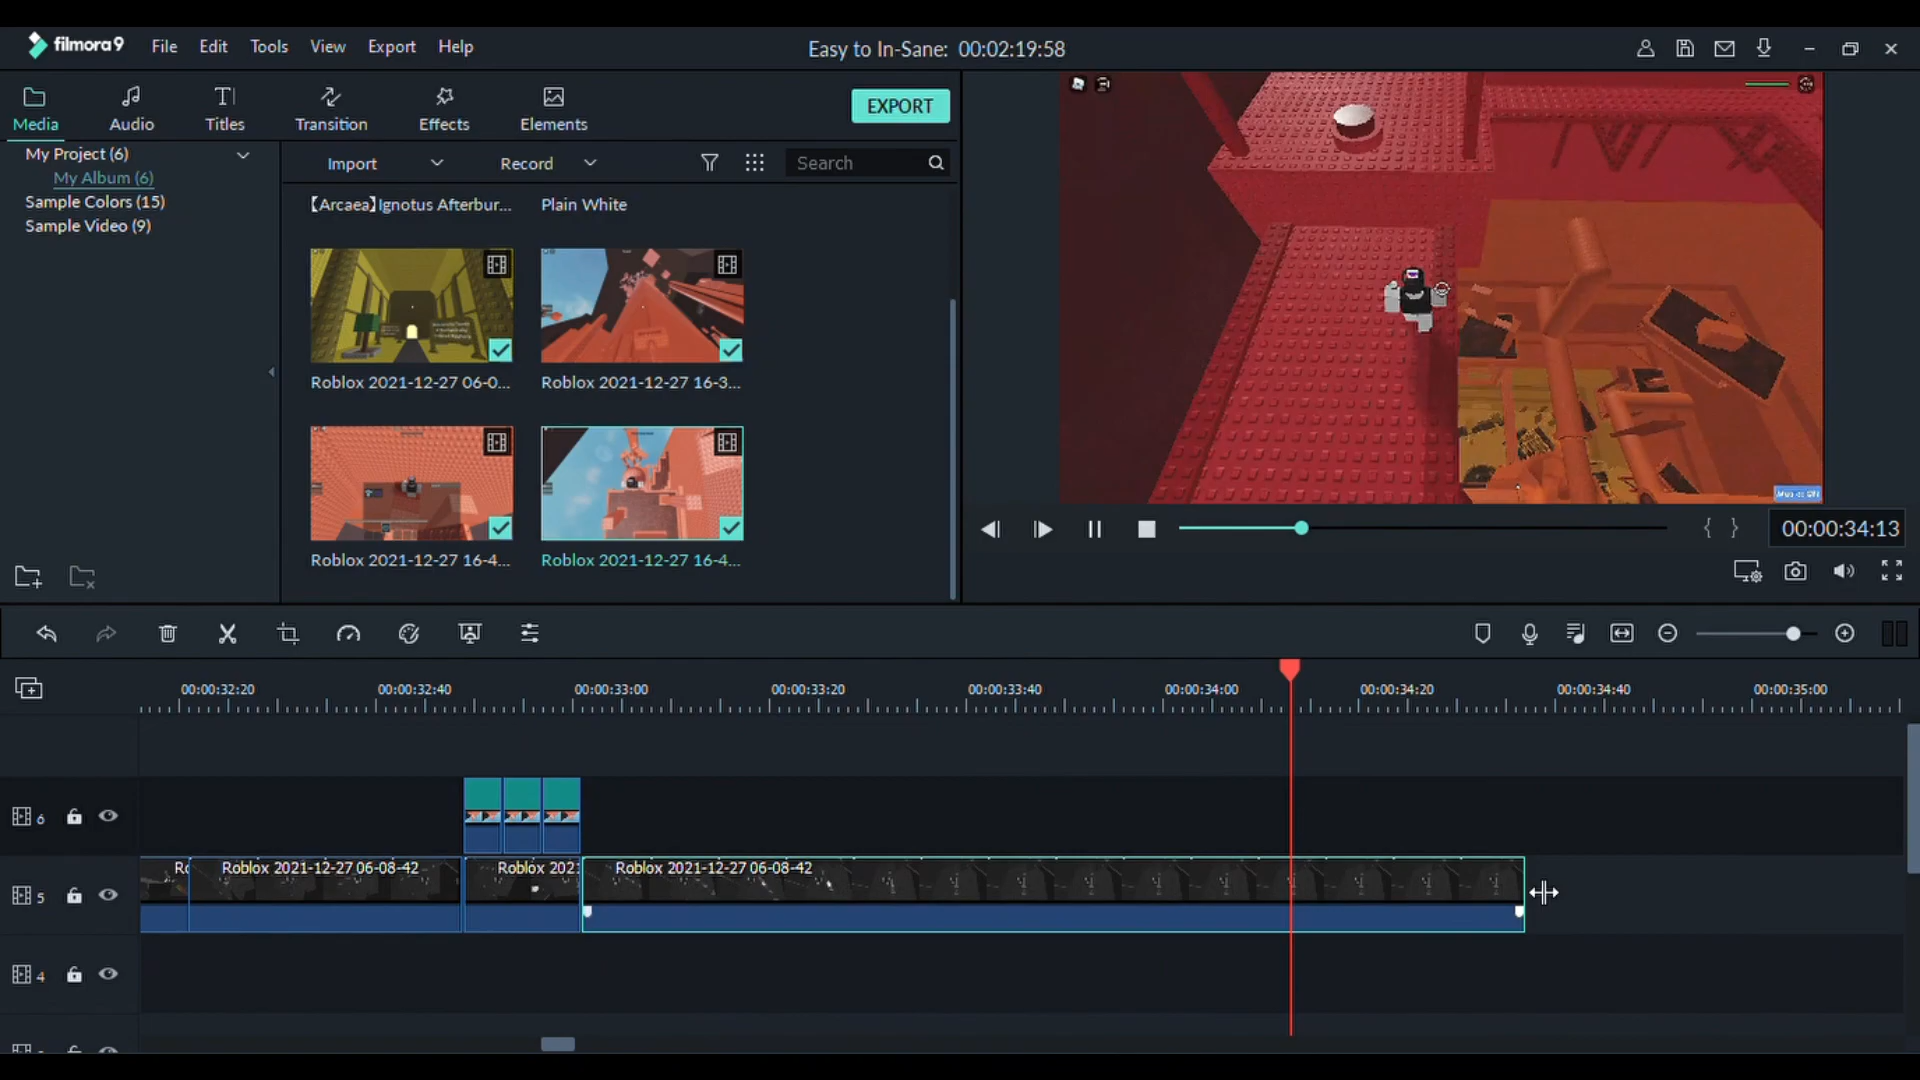 filmora9 File Edit Tools View Export Help
Easy to In-Sane: 00:02:19:58
Media Audio Titles Transition Effects Elements
EXPORT
My Project (6)
My Album (6)
Sample Colors (15)
Sample Video (9)
Import Record Search
【Arcaea】Ignotus Afterbur... Plain White
Roblox 2021-12-27 06-0... Roblox 2021-12-27 16-3...
Roblox 2021-12-27 16-4... Roblox 2021-12-27 16-4...
{ } 00:00:34:13
00:00:32:20 00:00:32:40 00:00:33:00 00:00:33:20 00:00:33:40 00:00:34:00 00:00:34:20 00:00:34:40 00:00:35:00
6
5
Ro Roblox 2021-12-27 06-08-42 Roblox 2021 Roblox 2021-12-27 06-08-42
4